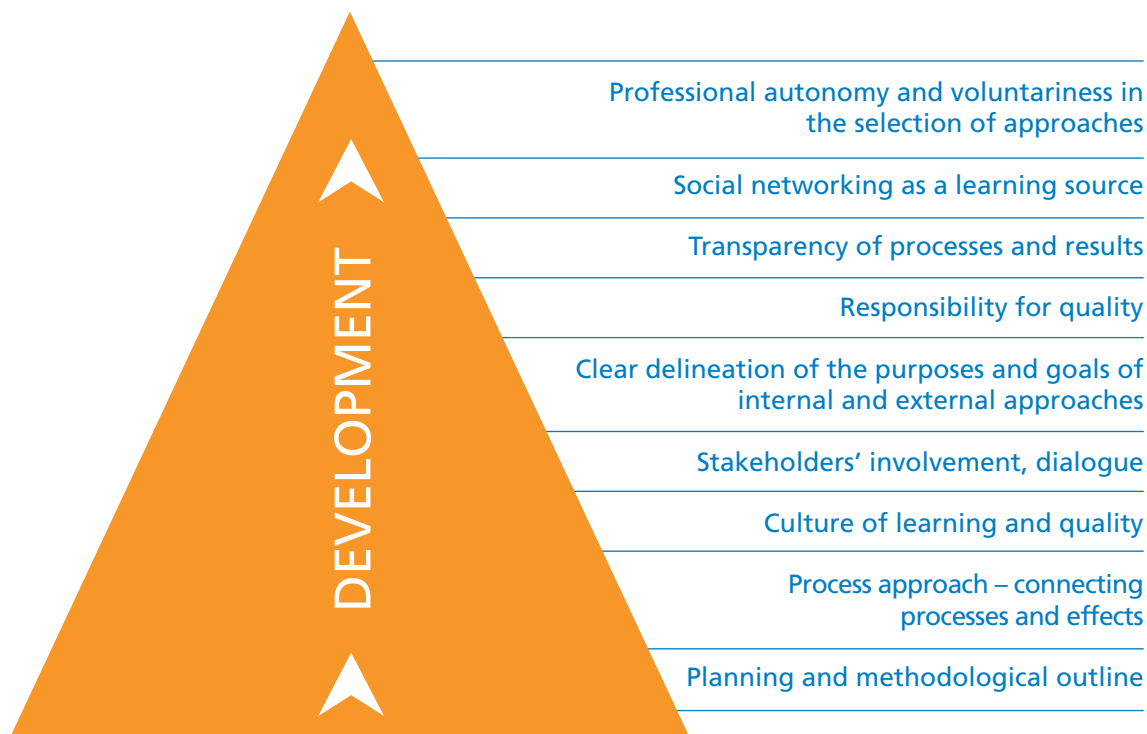 Professional autonomy and voluntariness in
the selection of approaches
Social networking as a learning source
Transparency of processes and results
Responsibility for quality
Clear delineation of the purposes and goals of
internal and external approaches
Stakeholders’ involvement, dialogue
Culture of learning and quality
Process approach – connecting
processes and effects
Planning and methodological outline
DEVELOPMENT